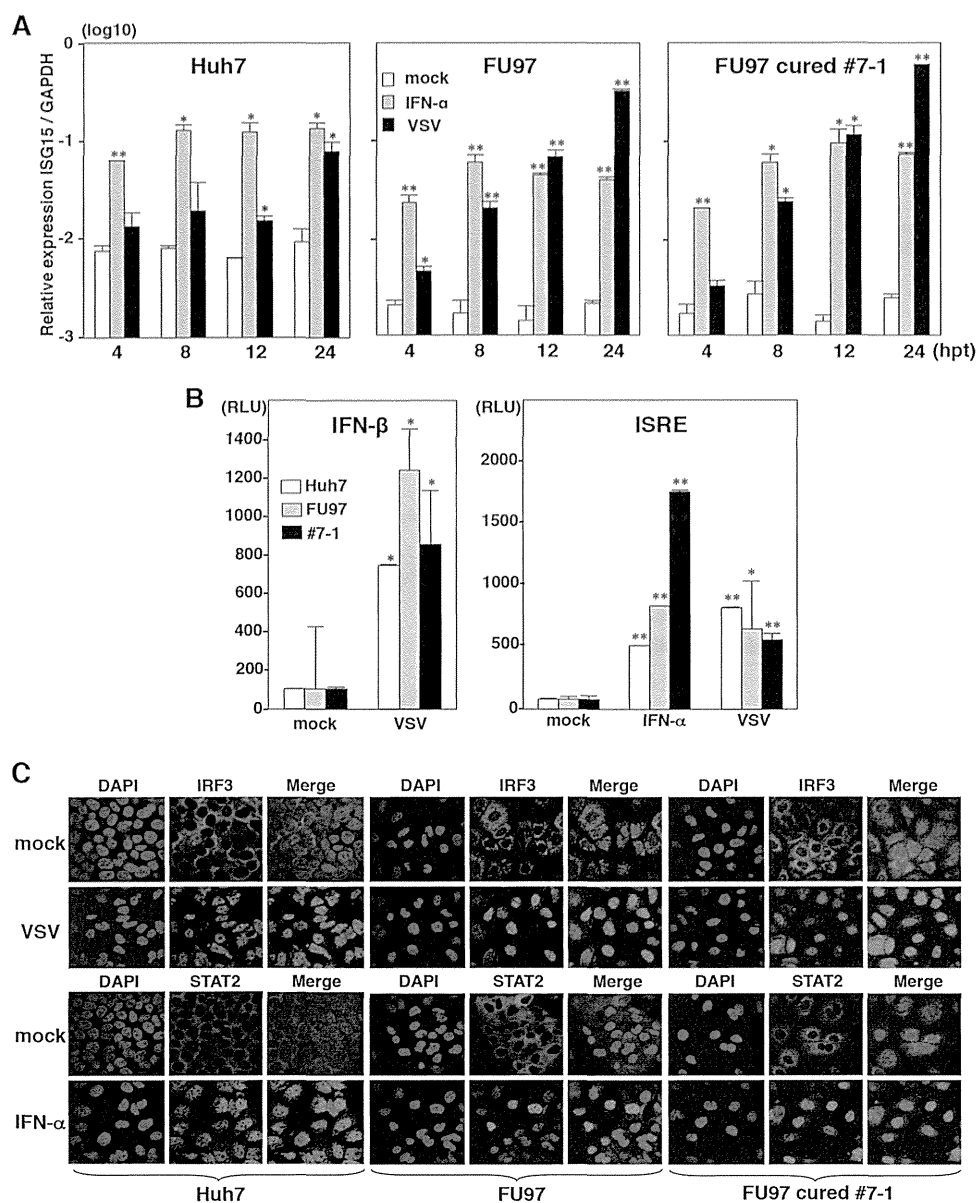 A
(log10)
Relative expression ISG15 / GAPDH
0
-1
-2
-3
Huh7
** * * *
* *
4 8 12 24
FU97
mock
IFN-α
VSV
** ** ** **
* ** ** **
4 8 12 24
FU97 cured #7-1
** * * **
* * **
4 8 12 24 (hpt)
B
(RLU)
IFN-β
1400
1200
1000
800
600
400
200
100
0
Huh7
FU97
#7-1
* * *
mock VSV
(RLU)
ISRE
2000
1500
1000
500
0
** ** **
** * **
mock IFN-α VSV
C
DAPI IRF3 Merge DAPI IRF3 Merge DAPI IRF3 Merge
mock
VSV
DAPI STAT2 Merge DAPI STAT2 Merge DAPI STAT2 Merge
mock
IFN-α
Huh7 FU97 FU97 cured #7-1